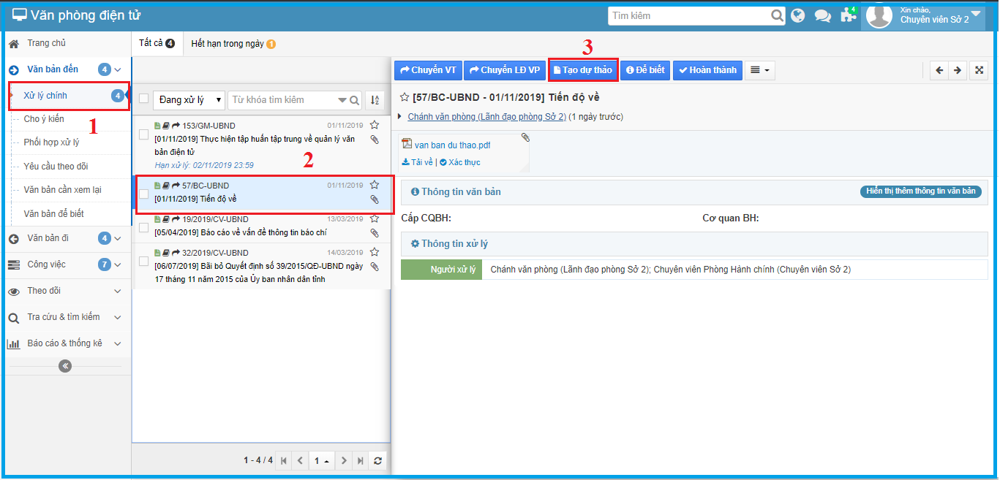 Văn phòng điện tử
Tìm kiếm
4
Xin chào,
Chuyên viên Sở 2
Trang chủ
Văn bản đến 4
Xử lý chính 4
1
Cho ý kiến
Phối hợp xử lý
Yêu cầu theo dõi
Văn bản cần xem lại
Văn bản để biết
Văn bản đi 4
Công việc 7
Theo dõi
Tra cứu & tìm kiếm
Báo cáo & thống kê
Tất cả 4
Hết hạn trong ngày 1
Đang xử lý
Từ khóa tìm kiếm
153/GM-UBND 01/11/2019
[01/11/2019] Thực hiện tập huấn tập trung về quản lý văn
bản điện tử
Hạn xử lý: 02/11/2019 23:59
2
57/BC-UBND 01/11/2019
[01/11/2019] Tiến độ về
19/2019/CV-UBND 13/03/2019
[05/04/2019] Báo cáo về vấn đề thông tin báo chí
32/2019/CV-UBND 14/03/2019
[06/07/2019] Bãi bỏ Quyết định số 39/2015/QĐ-UBND ngày
17 tháng 11 năm 2015 của Ủy ban nhân dân tỉnh
1 - 4 / 4
1
3
Chuyển VT
Chuyển LĐ VP
Tạo dự thảo
Để biết
Hoàn thành
[57/BC-UBND - 01/11/2019] Tiến độ về
Chánh văn phòng (Lãnh đạo phòng Sở 2) (1 ngày trước)
van ban du thao.pdf
Tải về | Xác thực
Thông tin văn bản
Hiển thị thêm thông tin văn bản
Cấp CQBH:
Cơ quan BH:
Thông tin xử lý
Người xử lý
Chánh văn phòng (Lãnh đạo phòng Sở 2); Chuyên viên Phòng Hành chính (Chuyên viên Sở 2)